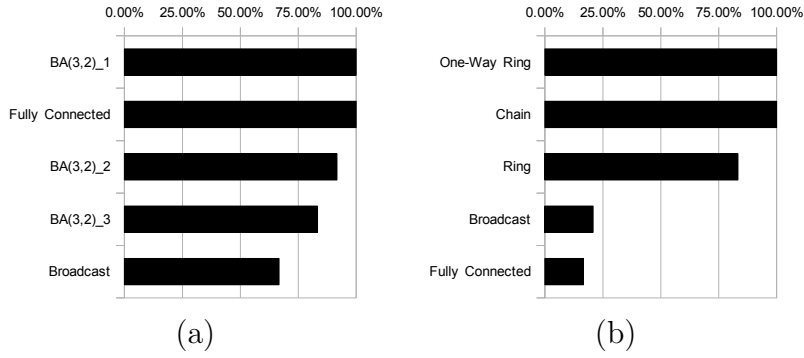 0.00% 25.00% 50.00% 75.00% 100.00%
BA(3,2)_1
Fully Connected
BA(3,2)_2
BA(3,2)_3
Broadcast
(a)
0.00% 25.00% 50.00% 75.00% 100.00%
One-Way Ring
Chain
Ring
Broadcast
Fully Connected
(b)